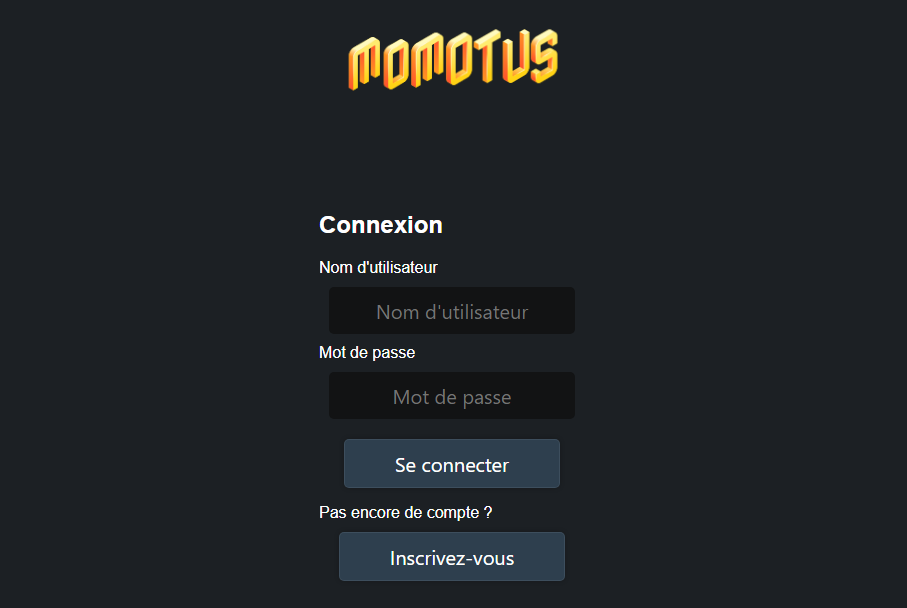 MOMOTUS
Connexion
Nom d'utilisateur
Nom d'utilisateur
Mot de passe
Mot de passe
Se connecter
Pas encore de compte ?
Inscrivez-vous